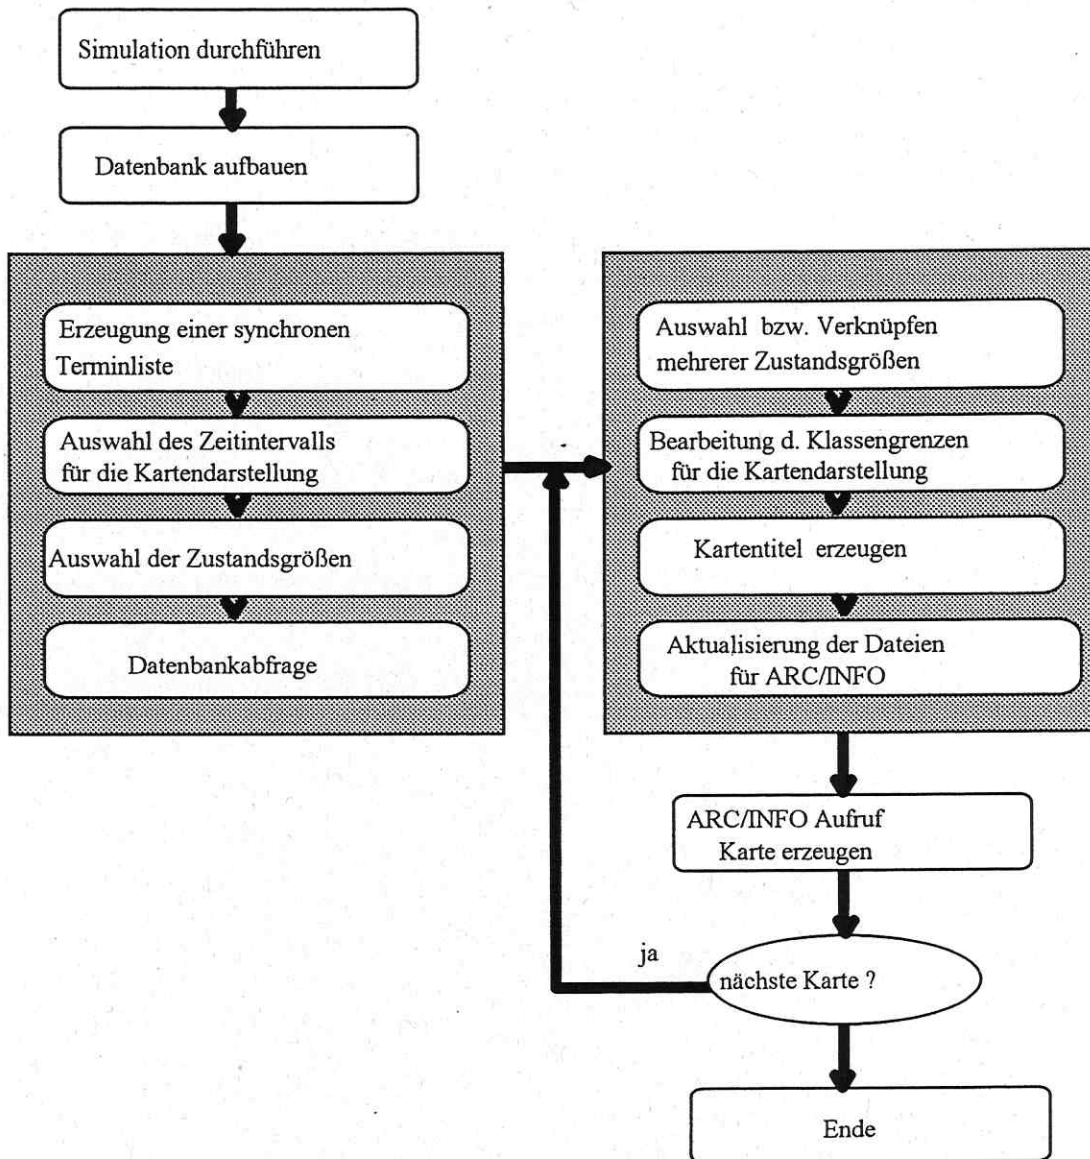 Simulation durchführen
Datenbank aufbauen
Erzeugung einer synchronen
Terminliste
Auswahl des Zeitintervalls
für die Kartendarstellung
Auswahl der Zustandsgrößen
Datenbankabfrage
Auswahl bzw. Verknüpfen
mehrerer Zustandsgrößen
Bearbeitung d. Klassengrenzen
für die Kartendarstellung
Kartentitel erzeugen
Aktualisierung der Dateien
für ARC/INFO
ARC/INFO Aufruf
Karte erzeugen
ja
nächste Karte ?
Ende